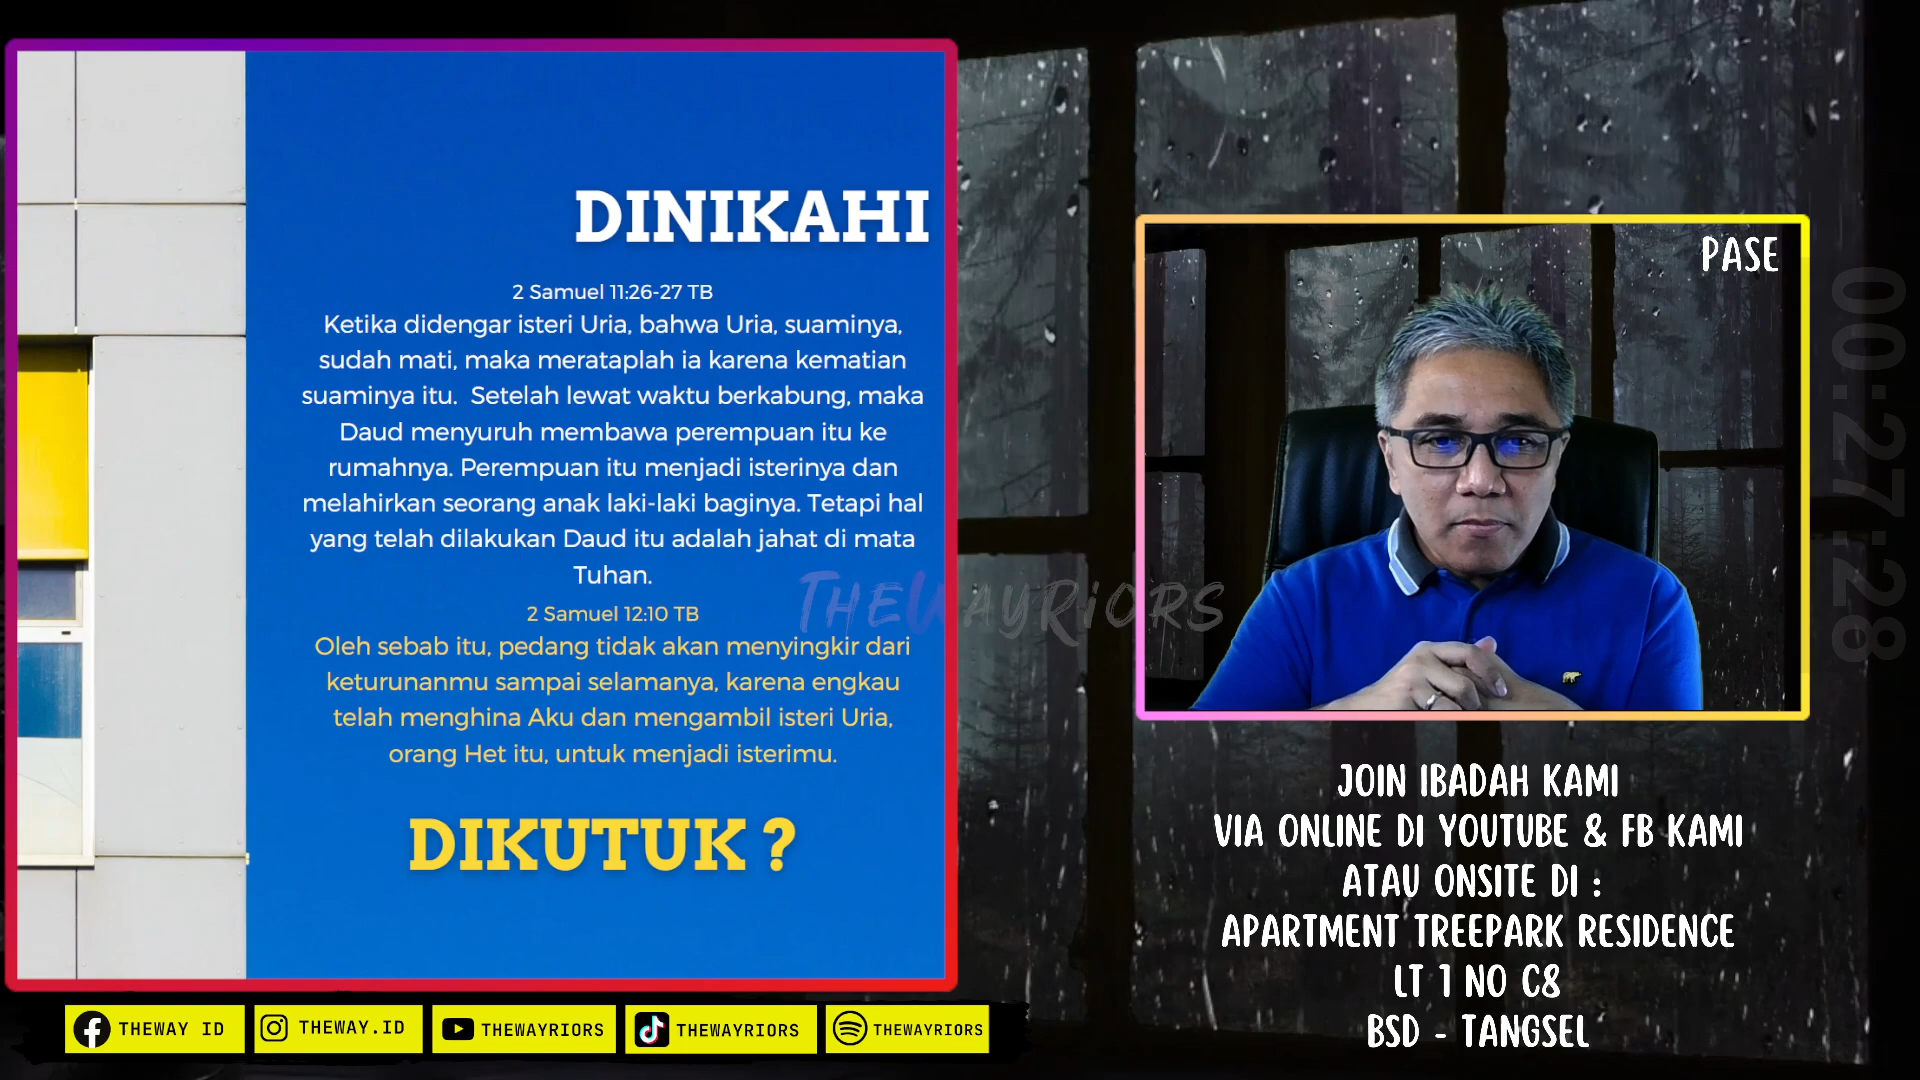 DINIKAHI
2 Samuel 11:26-27 TB
Ketika didengar isteri Uria, bahwa Uria, suaminya,
sudah mati, maka merataplah ia karena kematian
suaminya itu.  Setelah lewat waktu berkabung, maka
Daud menyuruh membawa perempuan itu ke
rumahnya. Perempuan itu menjadi isterinya dan
melahirkan seorang anak laki-laki baginya. Tetapi hal
yang telah dilakukan Daud itu adalah jahat di mata
Tuhan.
2 Samuel 12:10 TB
Oleh sebab itu, pedang tidak akan menyingkir dari
keturunanmu sampai selamanya, karena engkau
telah menghina Aku dan mengambil isteri Uria,
orang Het itu, untuk menjadi isterimu.
DIKUTUK ?
THEWAYRIORS
PASE
00:27:28
JOIN IBADAH KAMI
VIA ONLINE DI YOUTUBE & FB KAMI
ATAU ONSITE DI :
APARTMENT TREEPARK RESIDENCE
LT 1 NO C8
BSD - TANGSEL
THEWAY ID
THEWAY.ID
THEWAYRIORS
THEWAYRIORS
THEWAYRIORS